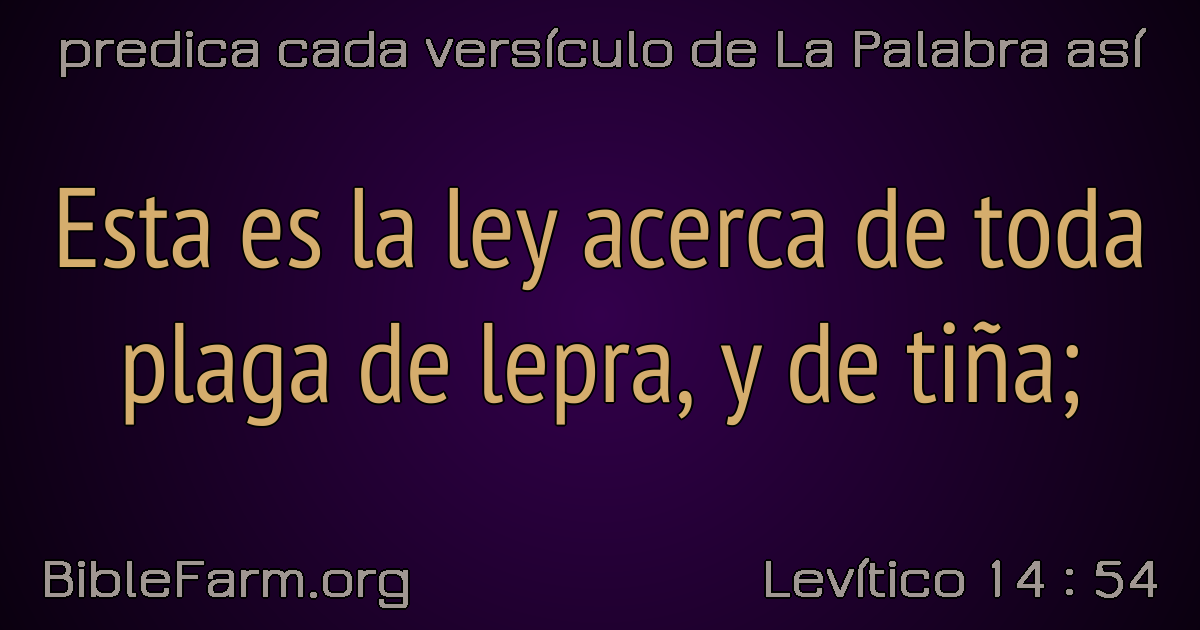 predica cada versículo de La Palabra así
Esta es la ley acerca de toda
plaga de lepra, y de tiña;
BibleFarm.org
Levítico 14 : 54